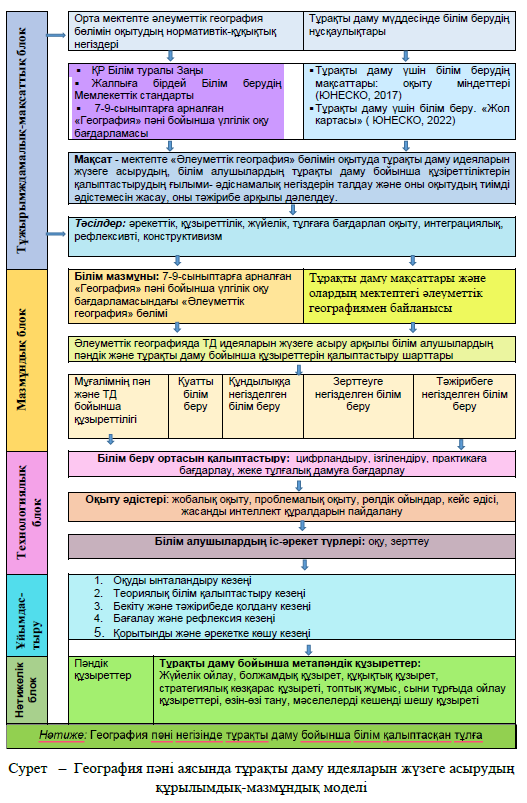 Тұжырымждамалық-мақсаттық блок
Орта мектепте әлеуметтік география
бөлімін оқытудың нормативтік-құқықтық
негіздері
Тұрақты даму мүддесінде білім берудің
нұсқаулықтары
▪ ҚР Білім туралы Заңы
▪ Жалпыға бірдей Білім берудің
Мемлекеттік стандарты
▪ 7-9-сыныптарға арналған
«География» пәні бойынша үлгілік оқу
бағдарламасы
•Тұрақты даму үшін білім берудің
мақсаттары: оқыту міндеттері
(ЮНЕСКО, 2017)
•Тұрақты даму үшін білім беру. «Жол
картасы» ( ЮНЕСКО, 2022)
Мақсат - мектепте «Әлеуметтік география» бөлімін оқытуда тұрақты даму идеяларын
жүзеге асырудың, білім алушылардың тұрақты даму бойынша құзіреттіліктерін
қалыптастырудың ғылыми- әдіснамалық негіздерін талдау және оны оқытудың тиімді
әдістемесін жасау, оны тәжірибе арқылы дәлелдеу.
Тәсілдер: әрекеттік, құзыреттілік, жүйелік, тұлғаға бағдарлап оқыту, интеграциялық,
рефлексивті, конструктивизм
Мазмұндық блок
Білім мазмұны: 7-9-сыныптарға арналған
«География» пәні бойынша үлгілік оқу
бағдарламасындағы «Әлеуметтік
география» бөлімі
Тұрақты даму мақсаттары және
олардың мектептегі әлеуметтік
географиямен байланысы
Әлеуметтік географияда ТД идеяларын жүзеге асыру арқылы білім алушылардың
пәндік және тұрақты даму бойынша құзыреттерін қалыптастыру шарттары
Мұғалімнің пән
және ТД
бойынша
құзыреттілігі
Қуатты
білім
беру
Құндылыққа
негізделген
білім беру
Зерттеуге
негізделген білім
беру
Тәжірибеге
негізделген білім беру
Технологиялық
блок
Білім беру ортасын қалыптастыру: цифрландыру, ізгілендіру, практикаға
бағдарлау, жеке тұлғалық дамуға бағдарлау
Оқыту әдістері: жобалық оқыту, проблемалық оқыту, рөлдік ойындар, кейс әдісі,
жасанды интеллект құралдарын пайдалану
Білім алушылардың іс-әрекет түрлері: оқу, зерттеу
Ұйымдас-
тыру
1. Оқуды ынталандыру кезеңі
2. Теориялық білім қалыптастыру кезеңі
3. Бекіту және тәжірибеде қолдану кезеңі
4. Бағалау және рефлексия кезеңі
5. Қорытынды және әрекетке көшу кезеңі
Нәтижелік
блок
Пәндік
құзыреттер
Тұрақты даму бойынша метапәндік құзыреттер:
Жүйелік ойлау, болжамдық құзырет, құқықтық құзырет,
стратегиялық көзқарас құзыреті, топтық жұмыс, сыни тұрғыда ойлау
құзыреттері, өзін-өзі тану, мәселелерді кешенді шешу құзыреті
Нәтиже: География пәні негізінде тұрақты даму бойынша білім қалыптасқан тұлға
Сурет – География пәні аясында тұрақты даму идеяларын жүзеге асырудың
құрылымдық-мазмұндық моделі